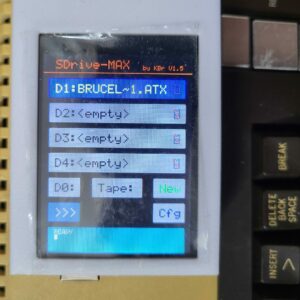 SDrive-MAX by KBr V1.5
D1:BRUCEL~1.ATX
D2:<empty>
D3:<empty>
D4:<empty>
D0: Tape: New
>>> Cfg
READY
BREAK
DELETE
BACK
SPACE
INSERT
>